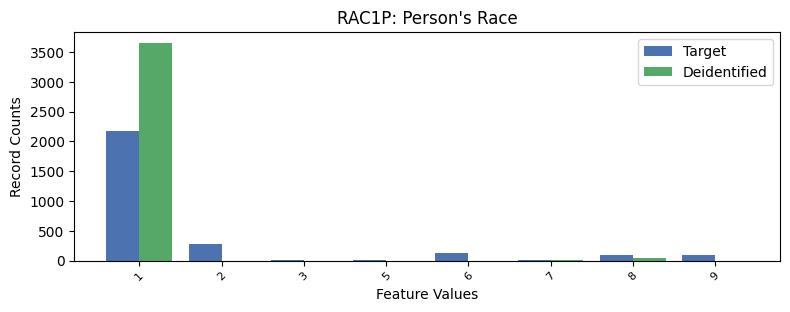 RAC1P: Person's Race
Target
Deidentified
Record Counts
3500
3000
2500
2000
1500
1000
500
0
1 2 3 5 6 7 8 9
Feature Values